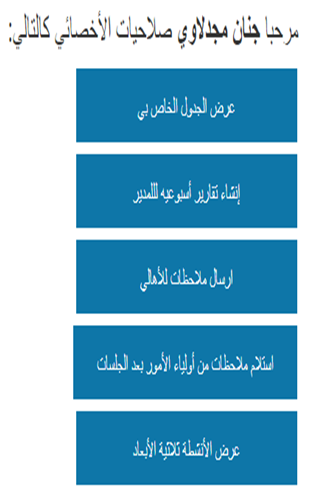 مرحبا جنان مجدلاوي صلاحيات الأخصائي كالتالي:
عرض الجدول الخاص بي
إنشاء تقارير أسبوعيه لللمدير
ارسال ملاحظات للأهالي
استلام ملاحظات من أولياء الأمور بعد الجلسات
عرض الأنشطة ثلاثية الأبعاد